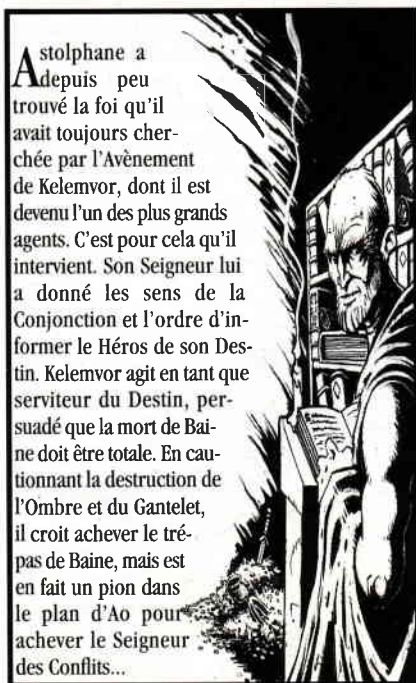 Astolphane a
depuis peu
trouvé la foi qu'il
avait toujours cher-
chée par l'Avènement
de Kelemvor, dont il est
devenu l'un des plus grands
agents. C'est pour cela qu'il
intervient. Son Seigneur lui
a donné les sens de la
Conjonction et l'ordre d'in-
former le Héros de son Des-
tin. Kelemvor agit en tant que
serviteur du Destin, per-
suadé que la mort de Bai-
ne doit être totale. En cau-
tionnant la destruction de
l'Ombre et du Gantelet,
il croit achever le tré-
pas de Baine, mais est
en fait un pion dans
le plan d'Ao pour
achever le Seigneur
des Conflits...